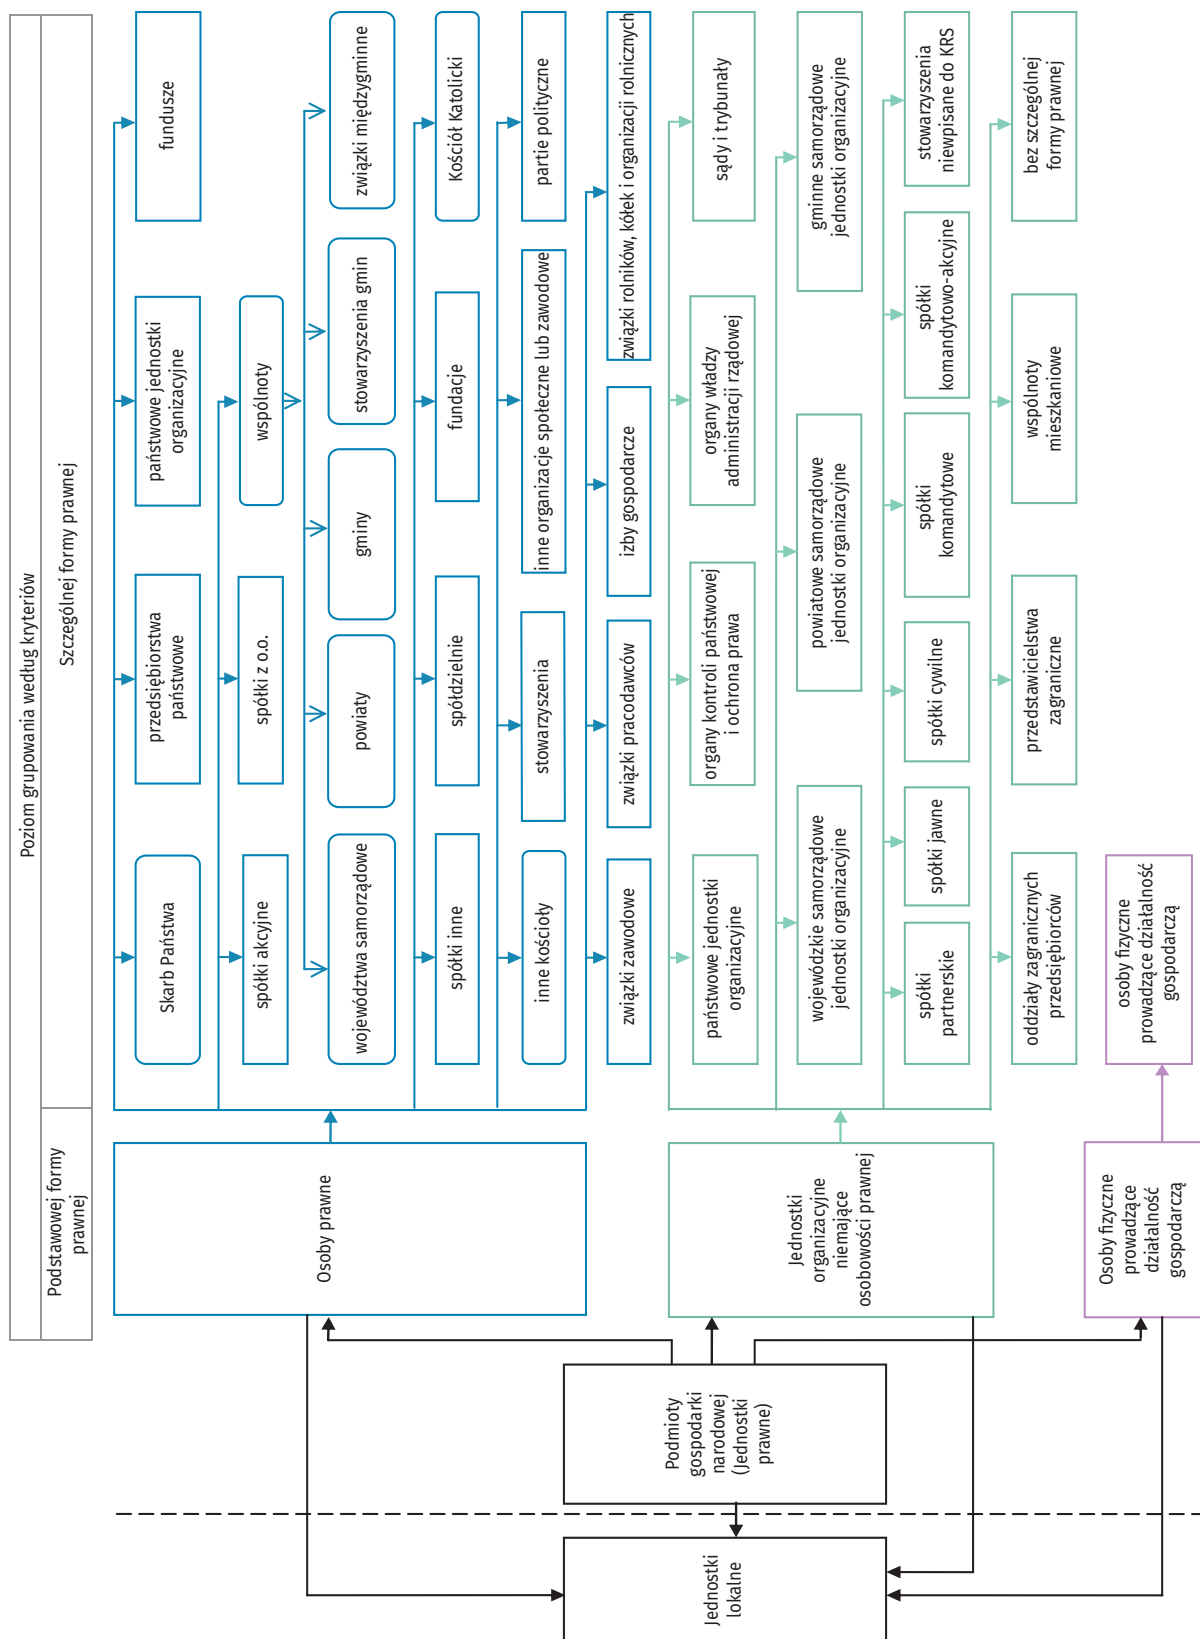 Poziom grupowania według kryteriów
Podstawowej formy
prawnej
Szczególnej formy prawnej
Jednostki
lokalne
Podmioty
gospodarki
narodowej
(Jednostki
prawne)
Osoby prawne
Skarb Państwa
przedsiębiorstwa
państwowe
państwowe jednostki
organizacyjne
fundusze
spółki akcyjne
spółki z o.o.
wspólnoty
województwa samorządowe
powiaty
gminy
stowarzyszenia gmin
związki międzygminne
spółki inne
spółdzielnie
fundacje
Kościół Katolicki
inne kościoły
stowarzyszenia
inne organizacje społeczne lub zawodowe
partie polityczne
związki zawodowe
związki pracodawców
izby gospodarcze
związki rolników, kółek i organizacji rolniczych
Jednostki
organizacyjne
niemające
osobowości prawnej
państwowe jednostki
organizacyjne
organy kontroli państwowej
i ochrona prawa
organy władzy
administracji rządowej
sądy i trybunały
wojewódzkie samorządowe
jednostki organizacyjne
powiatowe samorządowe
jednostki organizacyjne
gminne samorządowe
jednostki organizacyjne
spółki
partnerskie
spółki jawne
spółki cywilne
spółki
komandytowe
spółki
komandytowo-akcyjne
stowarzyszenia
niewpisane do KRS
oddziały zagranicznych
przedsiębiorców
przedstawicielstwa
zagraniczne
wspólnoty
mieszkaniowe
bez szczególnej
formy prawnej
Osoby fizyczne
prowadzące
działalność
gospodarczą
osoby fizyczne
prowadzące działalność
gospodarczą